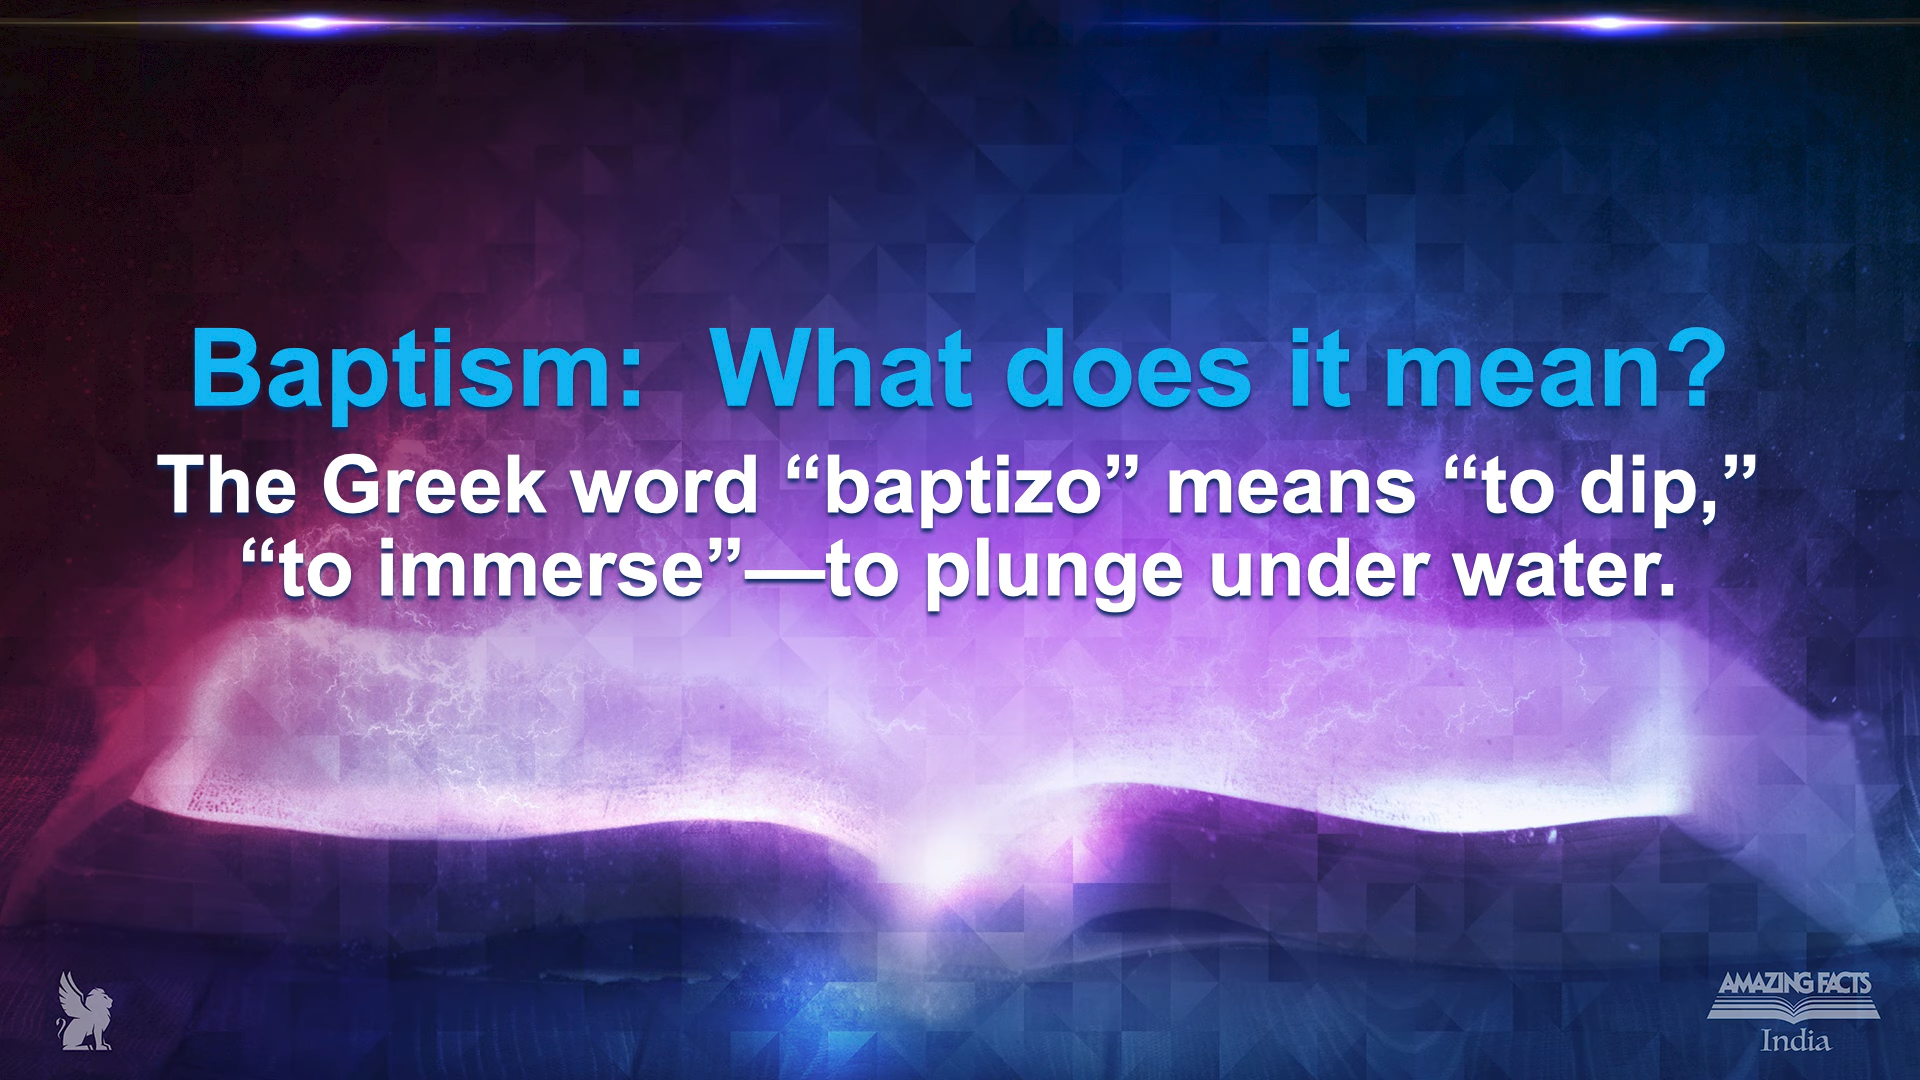 Baptism:  What does it mean?
The Greek word “baptizo” means “to dip,”
“to immerse”—to plunge under water.
AMAZING FACTS
India